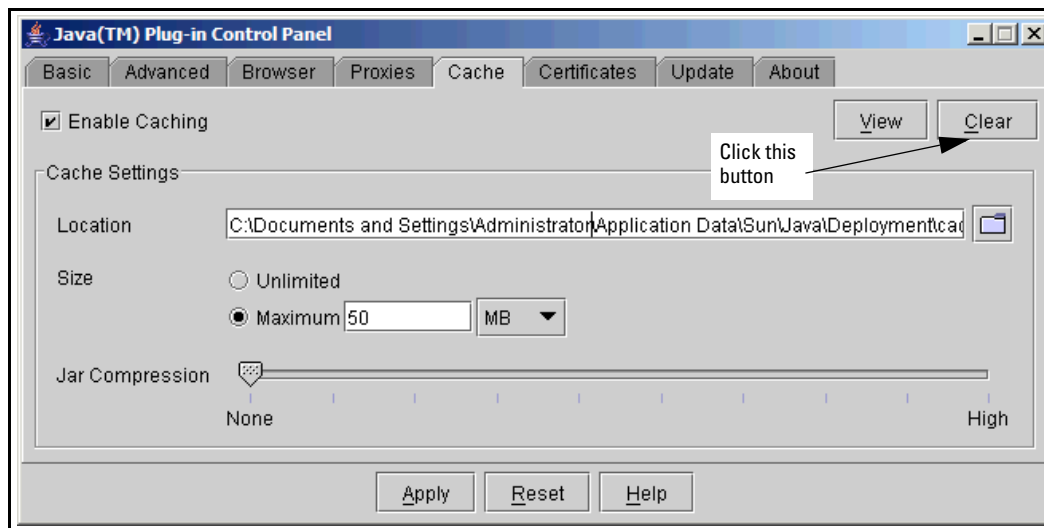 Java(TM) Plug-in Control Panel
Basic Advanced Browser Proxies Cache Certificates Update About
Enable Caching View Clear
Click this
button
Cache Settings
Location C:\Documents and Settings\Administrator\Application Data\Sun\Java\Deployment\cac
Size Unlimited
Maximum 50 MB
Jar Compression
None High
Apply Reset Help